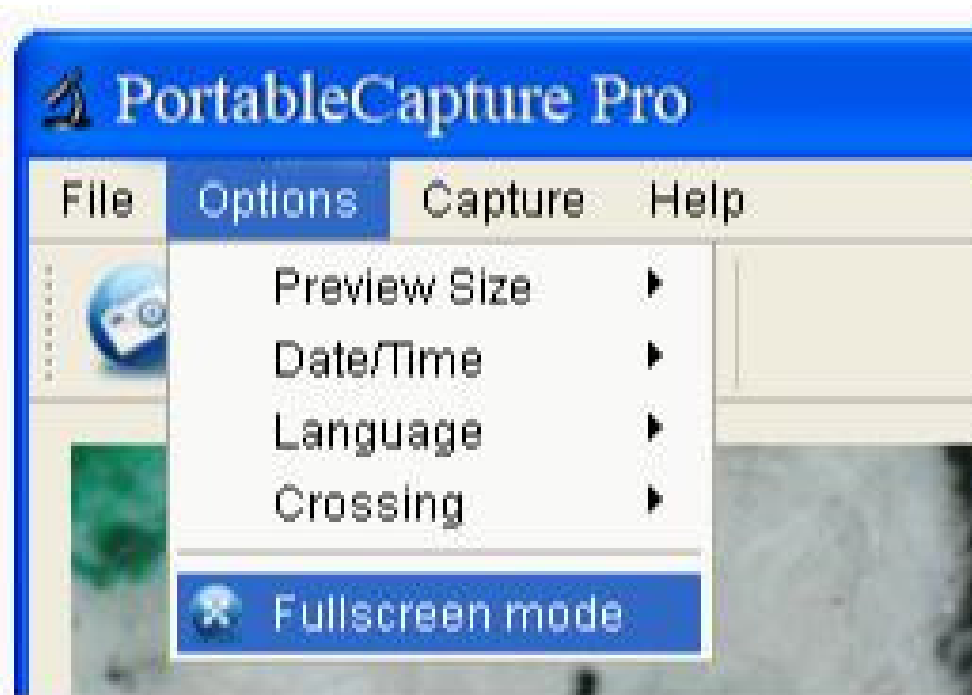 PortableCapture Pro
File Options Capture Help
Preview Size
Date/Time
Language
Crossing
Fullscreen mode